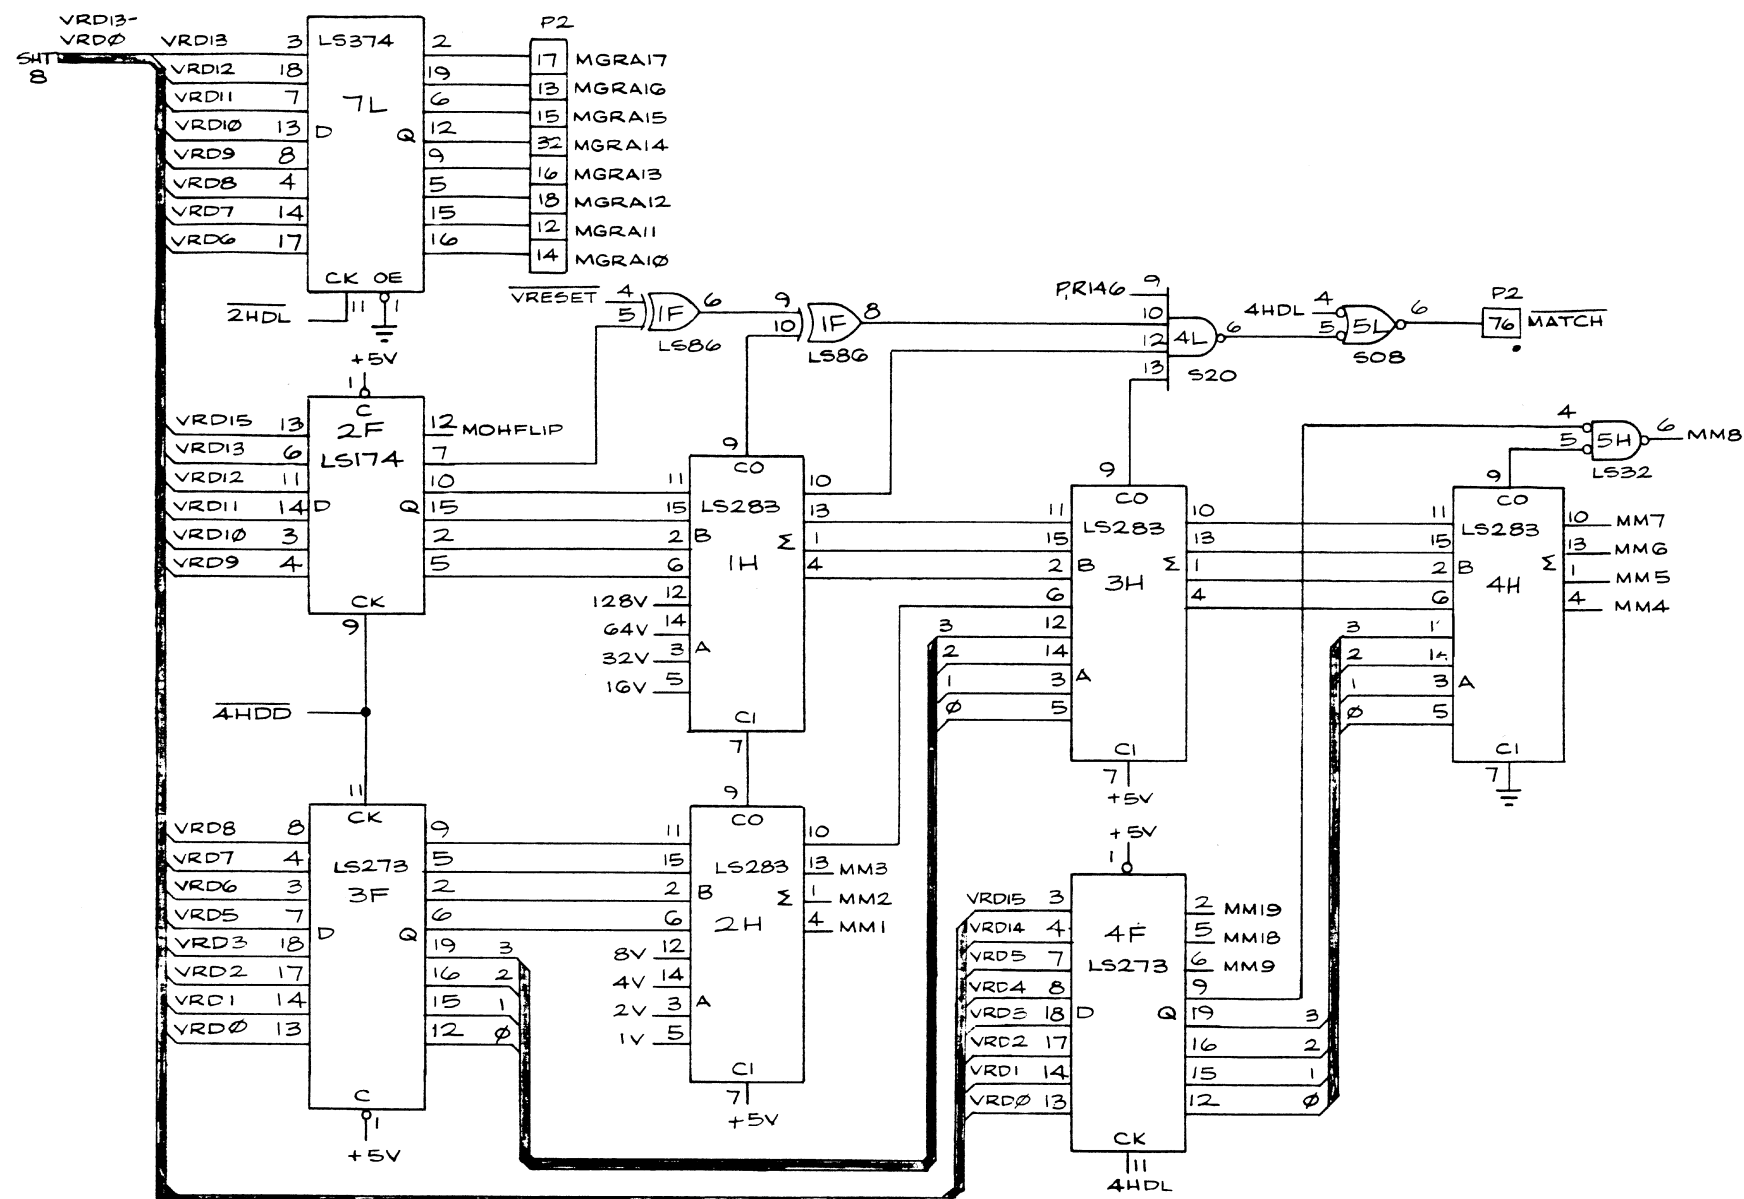 VRD13-
VRDØ
SHT
8
P2
VRD13 3 LS374 2 17 MGRA17
VRD12 18 19 13 MGRA16
VRD11 7 7L 6 15 MGRA15
VRD1Ø 13 D Q 12 32 MGRA14
VRD9 8 9 16 MGRA13
VRD8 4 5 18 MGRA12
VRD7 14 15 12 MGRA11
VRD6 17 16 14 MGRA1Ø
CK OE
2HDL 11 1
VRESET 4 5 1F 6
LS86
9 10 1F 8
LS86
PR146 9
10
12
13
4L 6
S20
4HDL 4
5 5L 6
S08
P2
76 MATCH
+5V
1
C
VRD15 13 2F 12 MOHFLIP
VRD13 6 LS174 7
VRD12 11 10
VRD11 14 D Q 15
VRD1Ø 3 2
VRD9 4 5
CK
9
4HDD
9
CO
11 LS283 10
15 13
2 B Σ 1
6 1H 4
128V 12
64V 14
32V 3 A
16V 5
CI
7
9
CO
11 LS283 15 13
2 B Σ 1
6 3H 4
10
3 12
2 14
1 3 A
Ø 5
CI
7
+5V
4
5 5H 6 MM8
LS32
9
CO
11 LS283 10 MM7
15 13 MM6
2 B Σ 1 MM5
6 4H 4 MM4
3
2
1 3 A
Ø 5
CI
7
11
CK
VRD8 8 9
VRD7 4 LS273 5
VRD6 3 3F 2
VRD5 7 D Q 6
VRD3 18 19 3
VRD2 17 16 2
VRD1 14 15 1
VRDØ 13 12 Ø
C
1
+5V
9
CO
11 10
15 LS283 13 MM3
2 B Σ 1 MM2
6 2H 4 MM1
8V 12
4V 14
2V 3 A
1V 5
CI
7
+5V
+5V
1
VRD15 3 2 MM19
VRD14 4 4F 5 MM18
VRD5 7 LS273 6 MM9
VRD4 8 9
VRD3 18 D Q 19 3
VRD2 17 16 2
VRD1 14 15 1
VRDØ 13 12 Ø
CK
11
4HDL